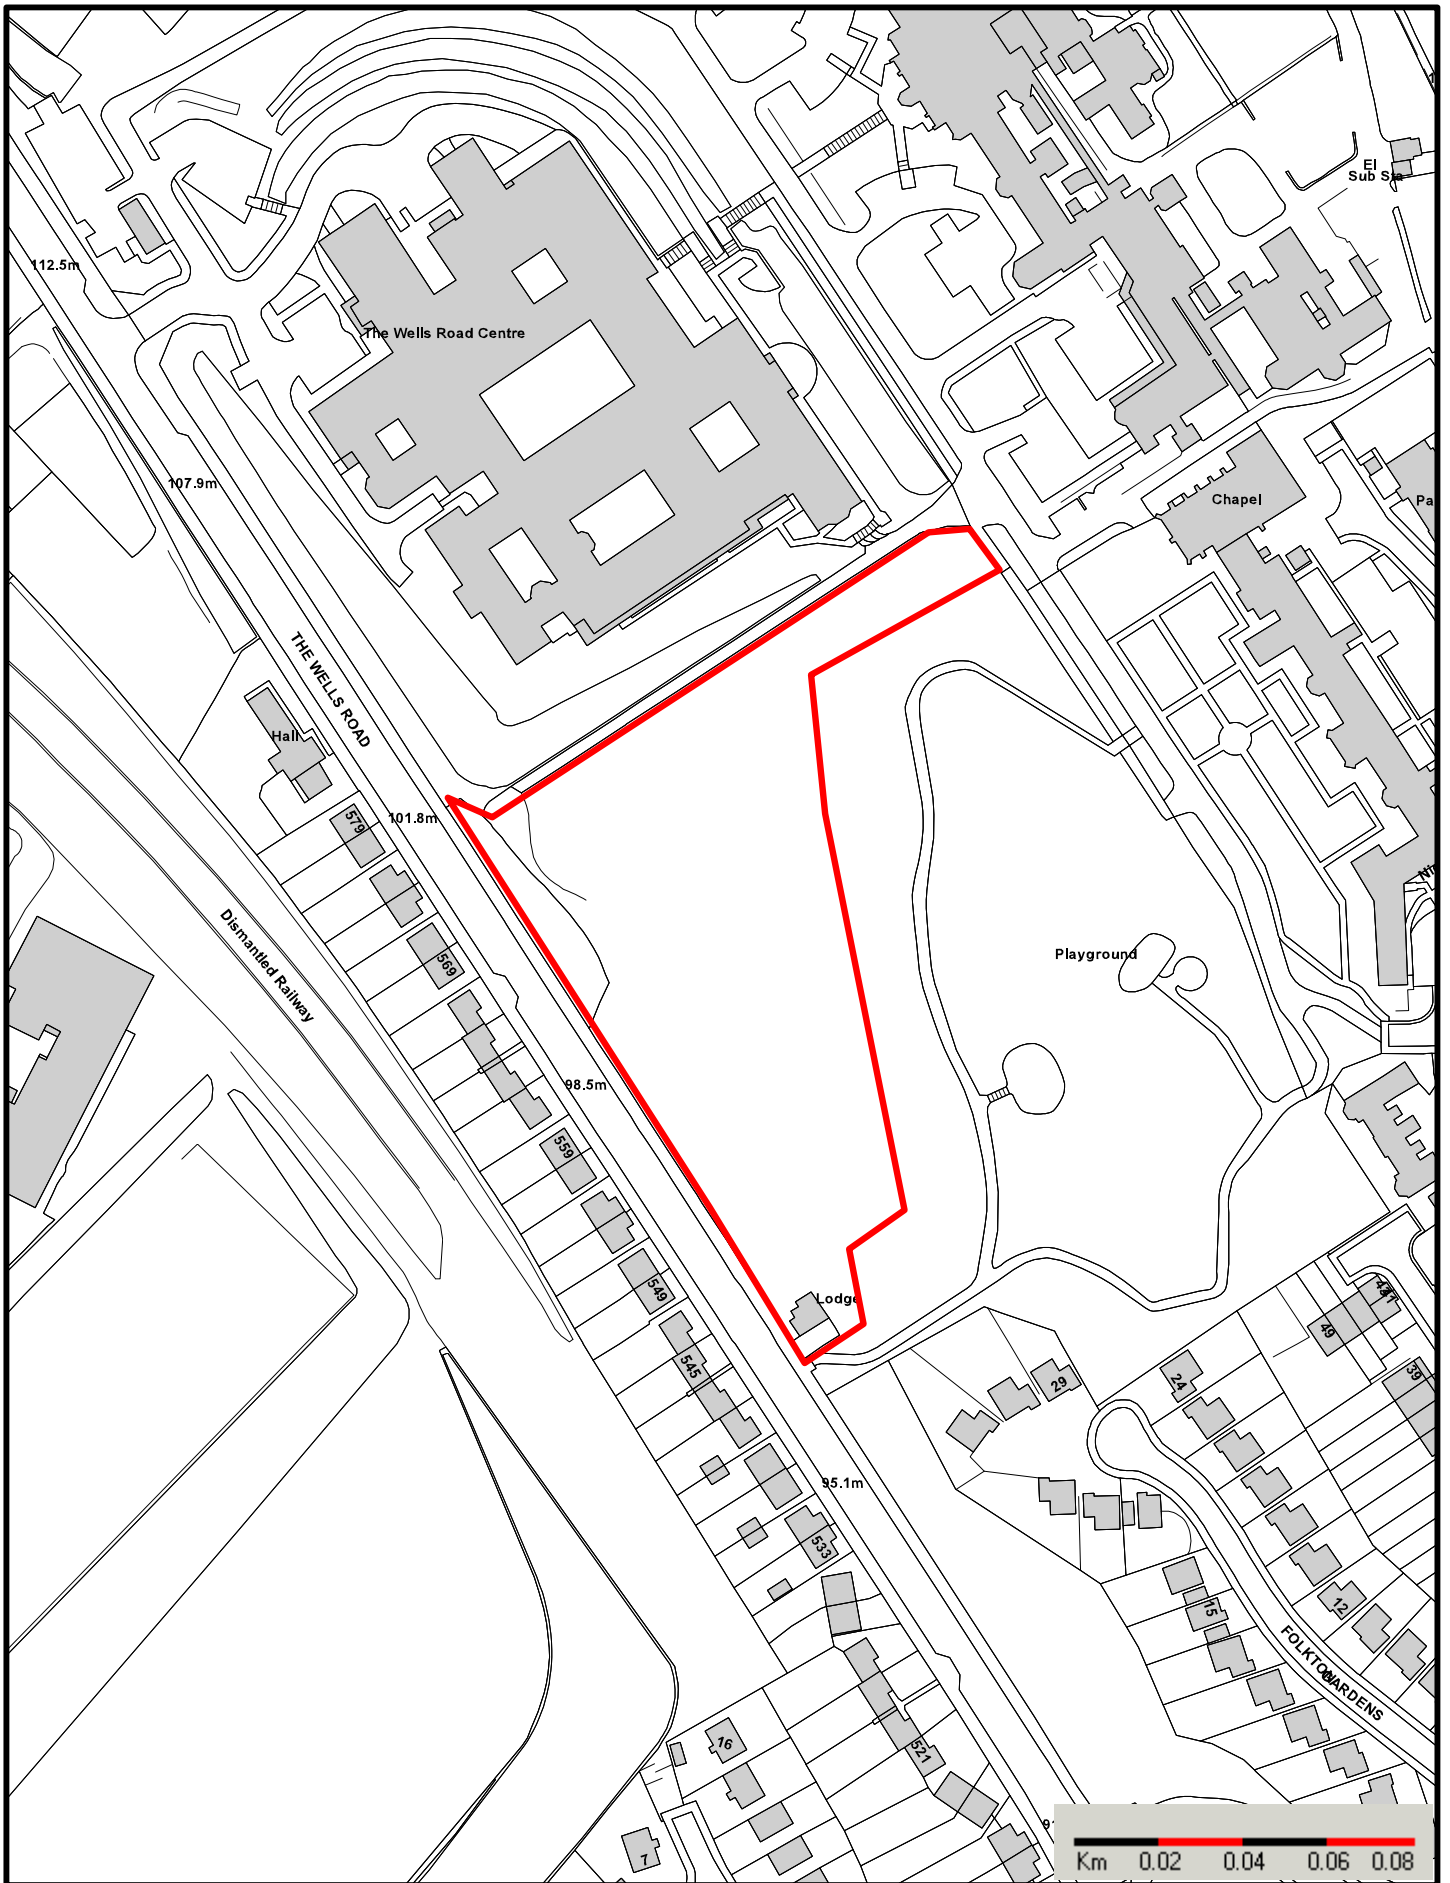 El
Sub Sta
112.5m
The Wells Road Centre
107.9m
Chapel
THE WELLS ROAD
Hall
579
101.8m
Dismantled Railway
569
Playground
98.5m
559
549
Lodge
49
545
29
24
39
95.1m
533
12
15
FOLKTON GARDENS
16
521
7
Km 0.02 0.04 0.06 0.08